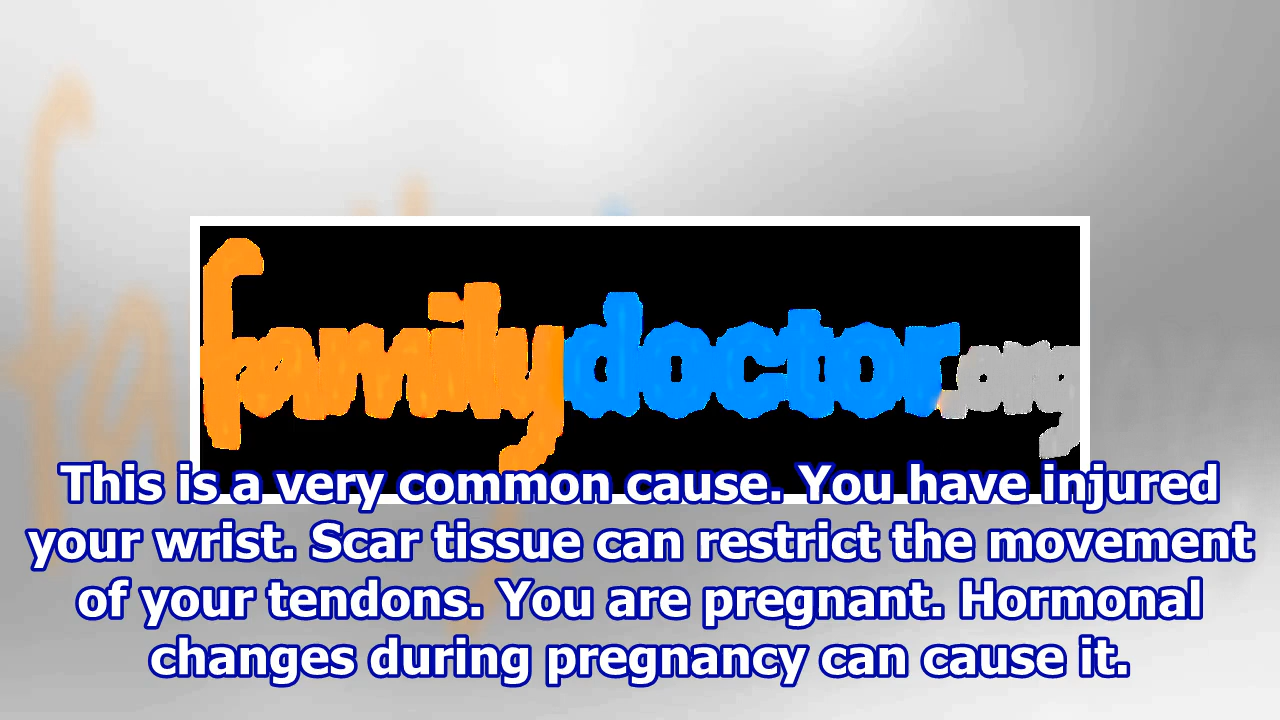 familydoctor.org
This is a very common cause. You have injured
your wrist. Scar tissue can restrict the movement
of your tendons. You are pregnant. Hormonal
changes during pregnancy can cause it.